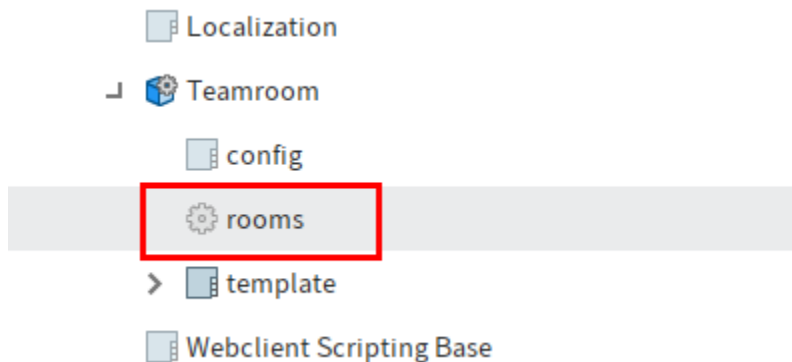 Localization
Teamroom
config
rooms
template
Webclient Scripting Base